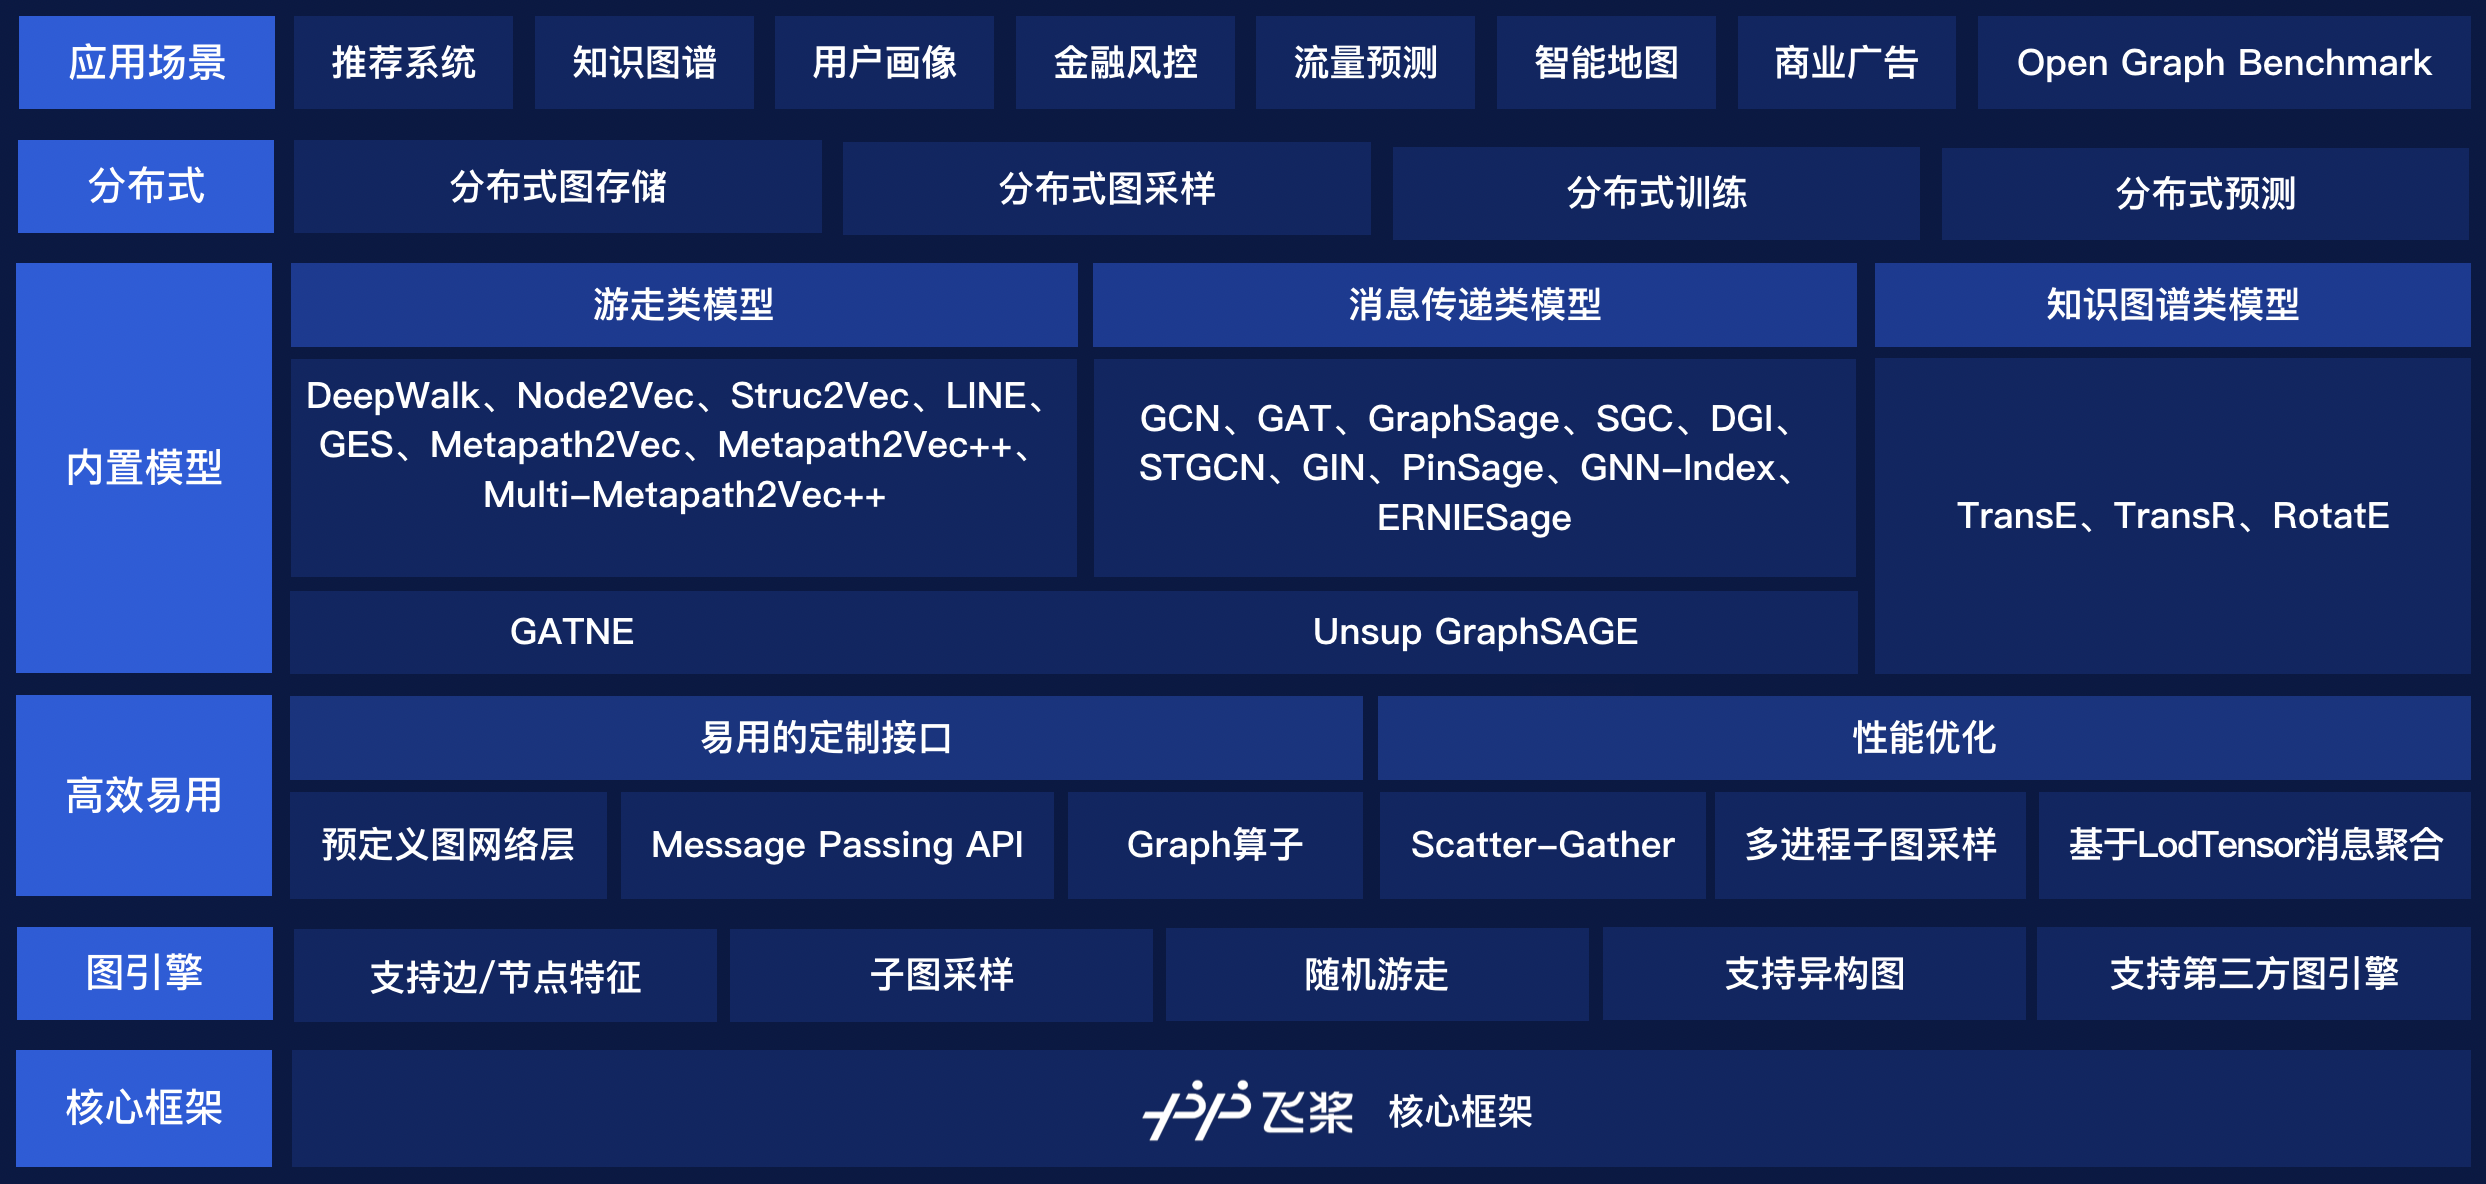 应用场景
推荐系统
知识图谱
用户画像
金融风控
流量预测
智能地图
商业广告
Open Graph Benchmark
分布式
分布式图存储
分布式图采样
分布式训练
分布式预测
内置模型
游走类模型
DeepWalk、Node2Vec、Struc2Vec、LINE、
GES、Metapath2Vec、Metapath2Vec++、
Multi-Metapath2Vec++
消息传递类模型
GCN、GAT、GraphSage、SGC、DGI、
STGCN、GIN、PinSage、GNN-Index、
ERNIESage
知识图谱类模型
TransE、TransR、RotatE
GATNE
Unsup GraphSAGE
高效易用
易用的定制接口
预定义图网络层
Message Passing API
Graph算子
性能优化
Scatter-Gather
多进程子图采样
基于LodTensor消息聚合
图引擎
支持边/节点特征
子图采样
随机游走
支持异构图
支持第三方图引擎
核心框架
飞桨 核心框架